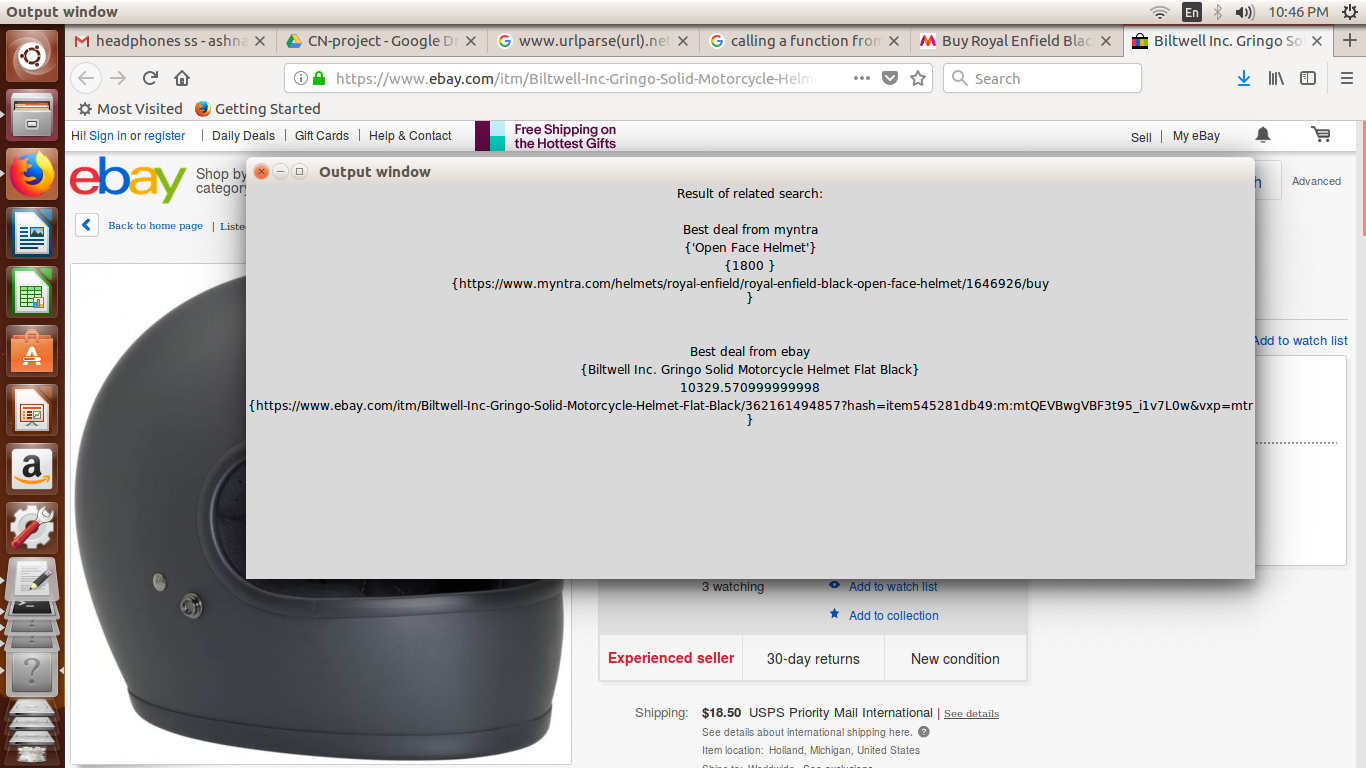 Output window
En
10:46 PM
headphones ss - ashna
CN-project - Google Dr
www.urlparse(url).net
calling a function from
Buy Royal Enfield Blac
Biltwell Inc. Gringo So
https://www.ebay.com/itm/Biltwell-Inc-Gringo-Solid-Motorcycle-Helm
Search
Most Visited
Getting Started
Hi! Sign in or register
Daily Deals
Gift Cards
Help & Contact
Free Shipping on
the Hottest Gifts
Sell
My eBay
ebay
Shop by
category
Advanced
Back to home page | Liste
Output window
Result of related search:
Best deal from myntra
{'Open Face Helmet'}
{1800 }
{https://www.myntra.com/helmets/royal-enfield/royal-enfield-black-open-face-helmet/1646926/buy
}
Add to watch list
Best deal from ebay
{Biltwell Inc. Gringo Solid Motorcycle Helmet Flat Black}
10329.570999999998
{https://www.ebay.com/itm/Biltwell-Inc-Gringo-Solid-Motorcycle-Helmet-Flat-Black/362161494857?hash=item545281db49:m:mtQEVBwgVBF3t95_i1v7L0w&vxp=mtr
}
3 watching
Add to watch list
Add to collection
Experienced seller
30-day returns
New condition
Shipping: $18.50 USPS Priority Mail International | See details
See details about international shipping here.
Item location: Holland, Michigan, United States
Ships to: Worldwide See exclusions